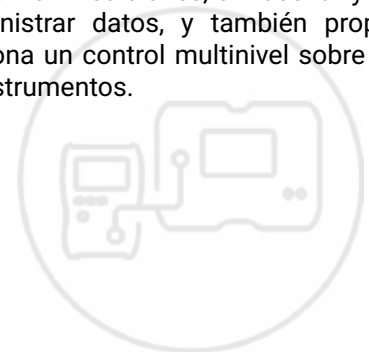 nistrar datos, y también prop
ona un control multinivel sobre
strumentos.